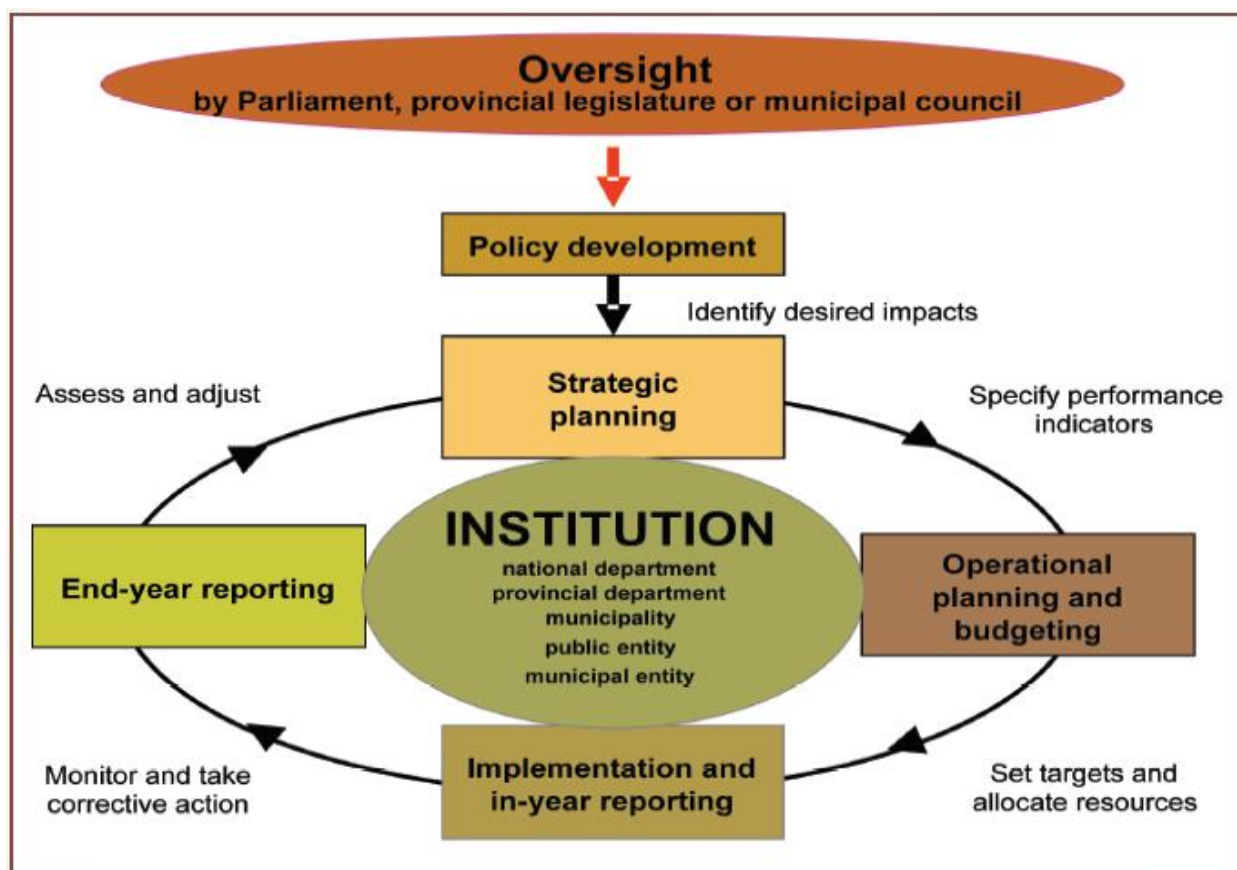 Oversight
by Parliament, provincial legislature or municipal council
Policy development
Identify desired impacts
Strategic
planning
Assess and adjust
Specify performance
indicators
INSTITUTION
national department
provincial department
municipality
public entity
municipal entity
End-year reporting
Operational
planning and
budgeting
Implementation and
in-year reporting
Monitor and take
corrective action
Set targets and
allocate resources